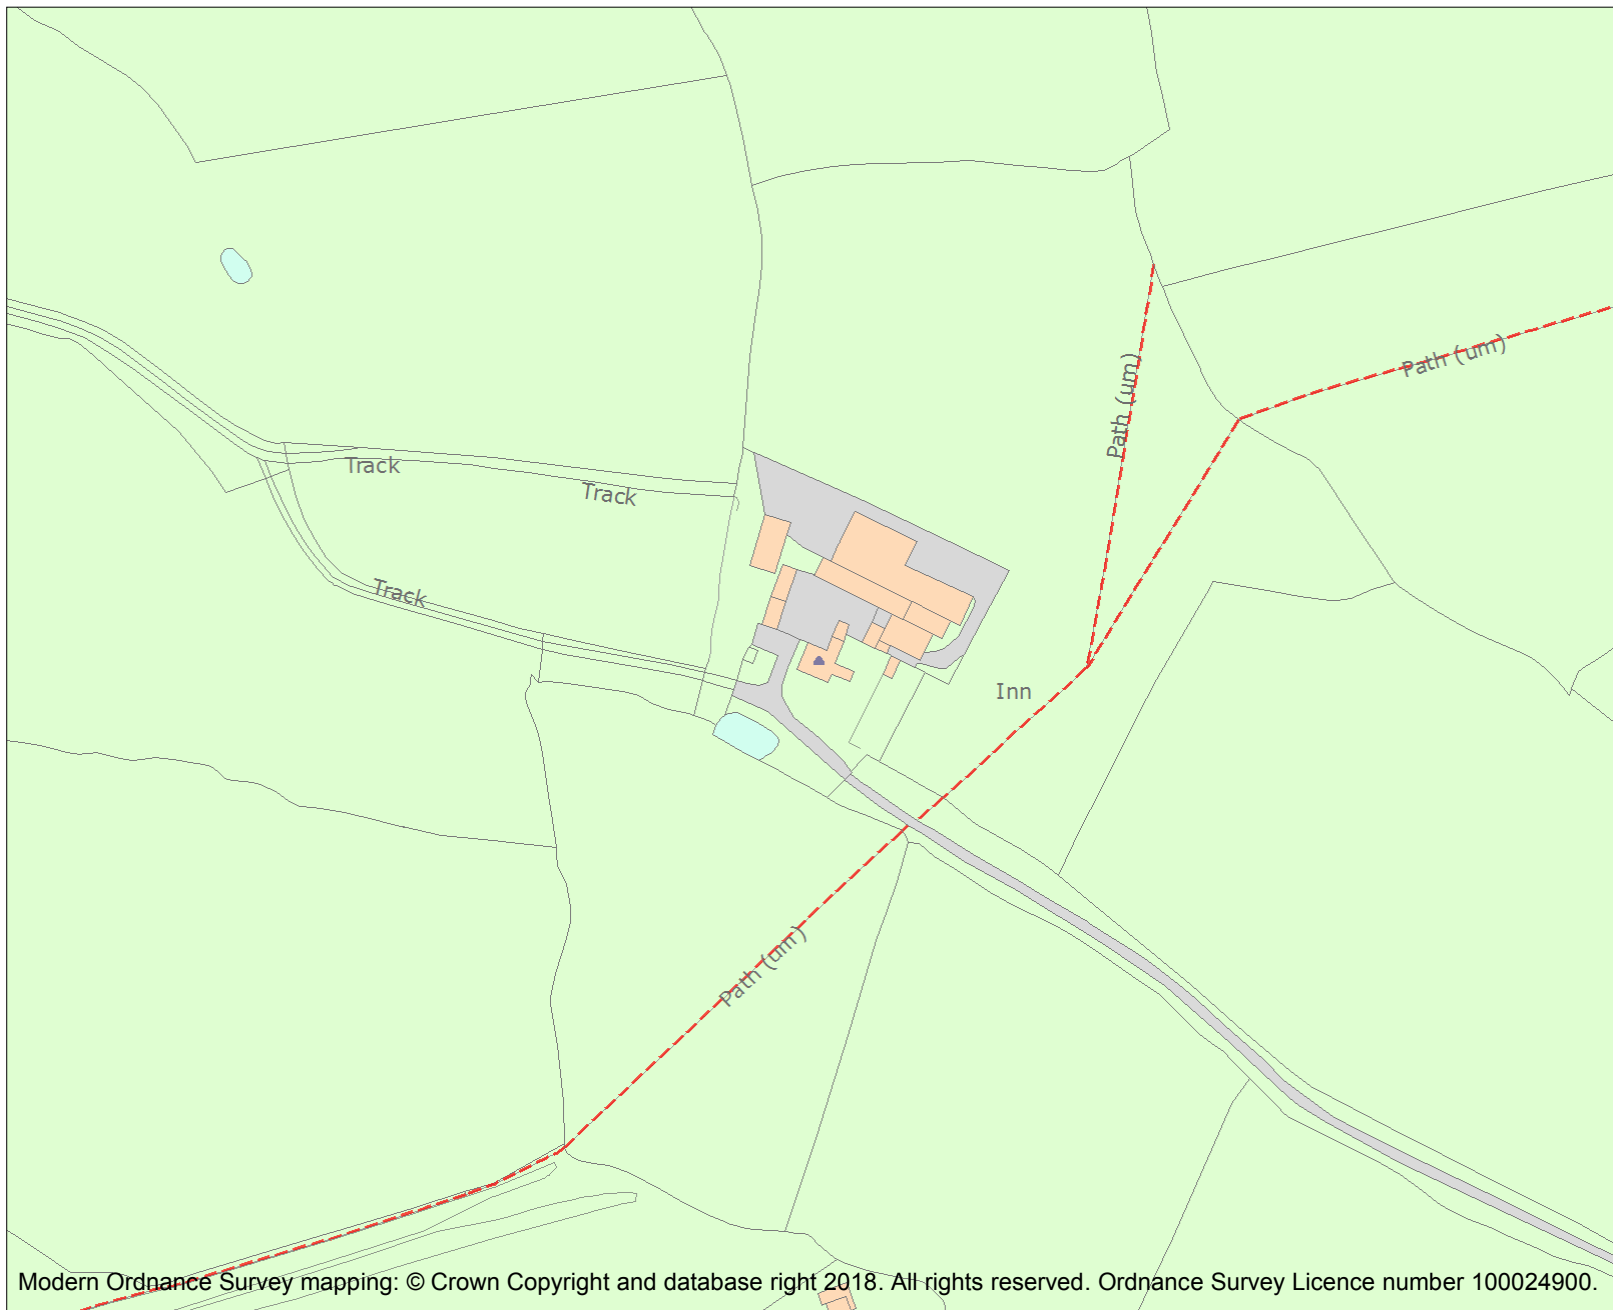 Path (um)
Path (um)
Track
Track
Track
Inn
Path (um)
Modern Ordnance Survey mapping: © Crown Copyright and database right 2018. All rights reserved. Ordnance Survey Licence number 100024900.